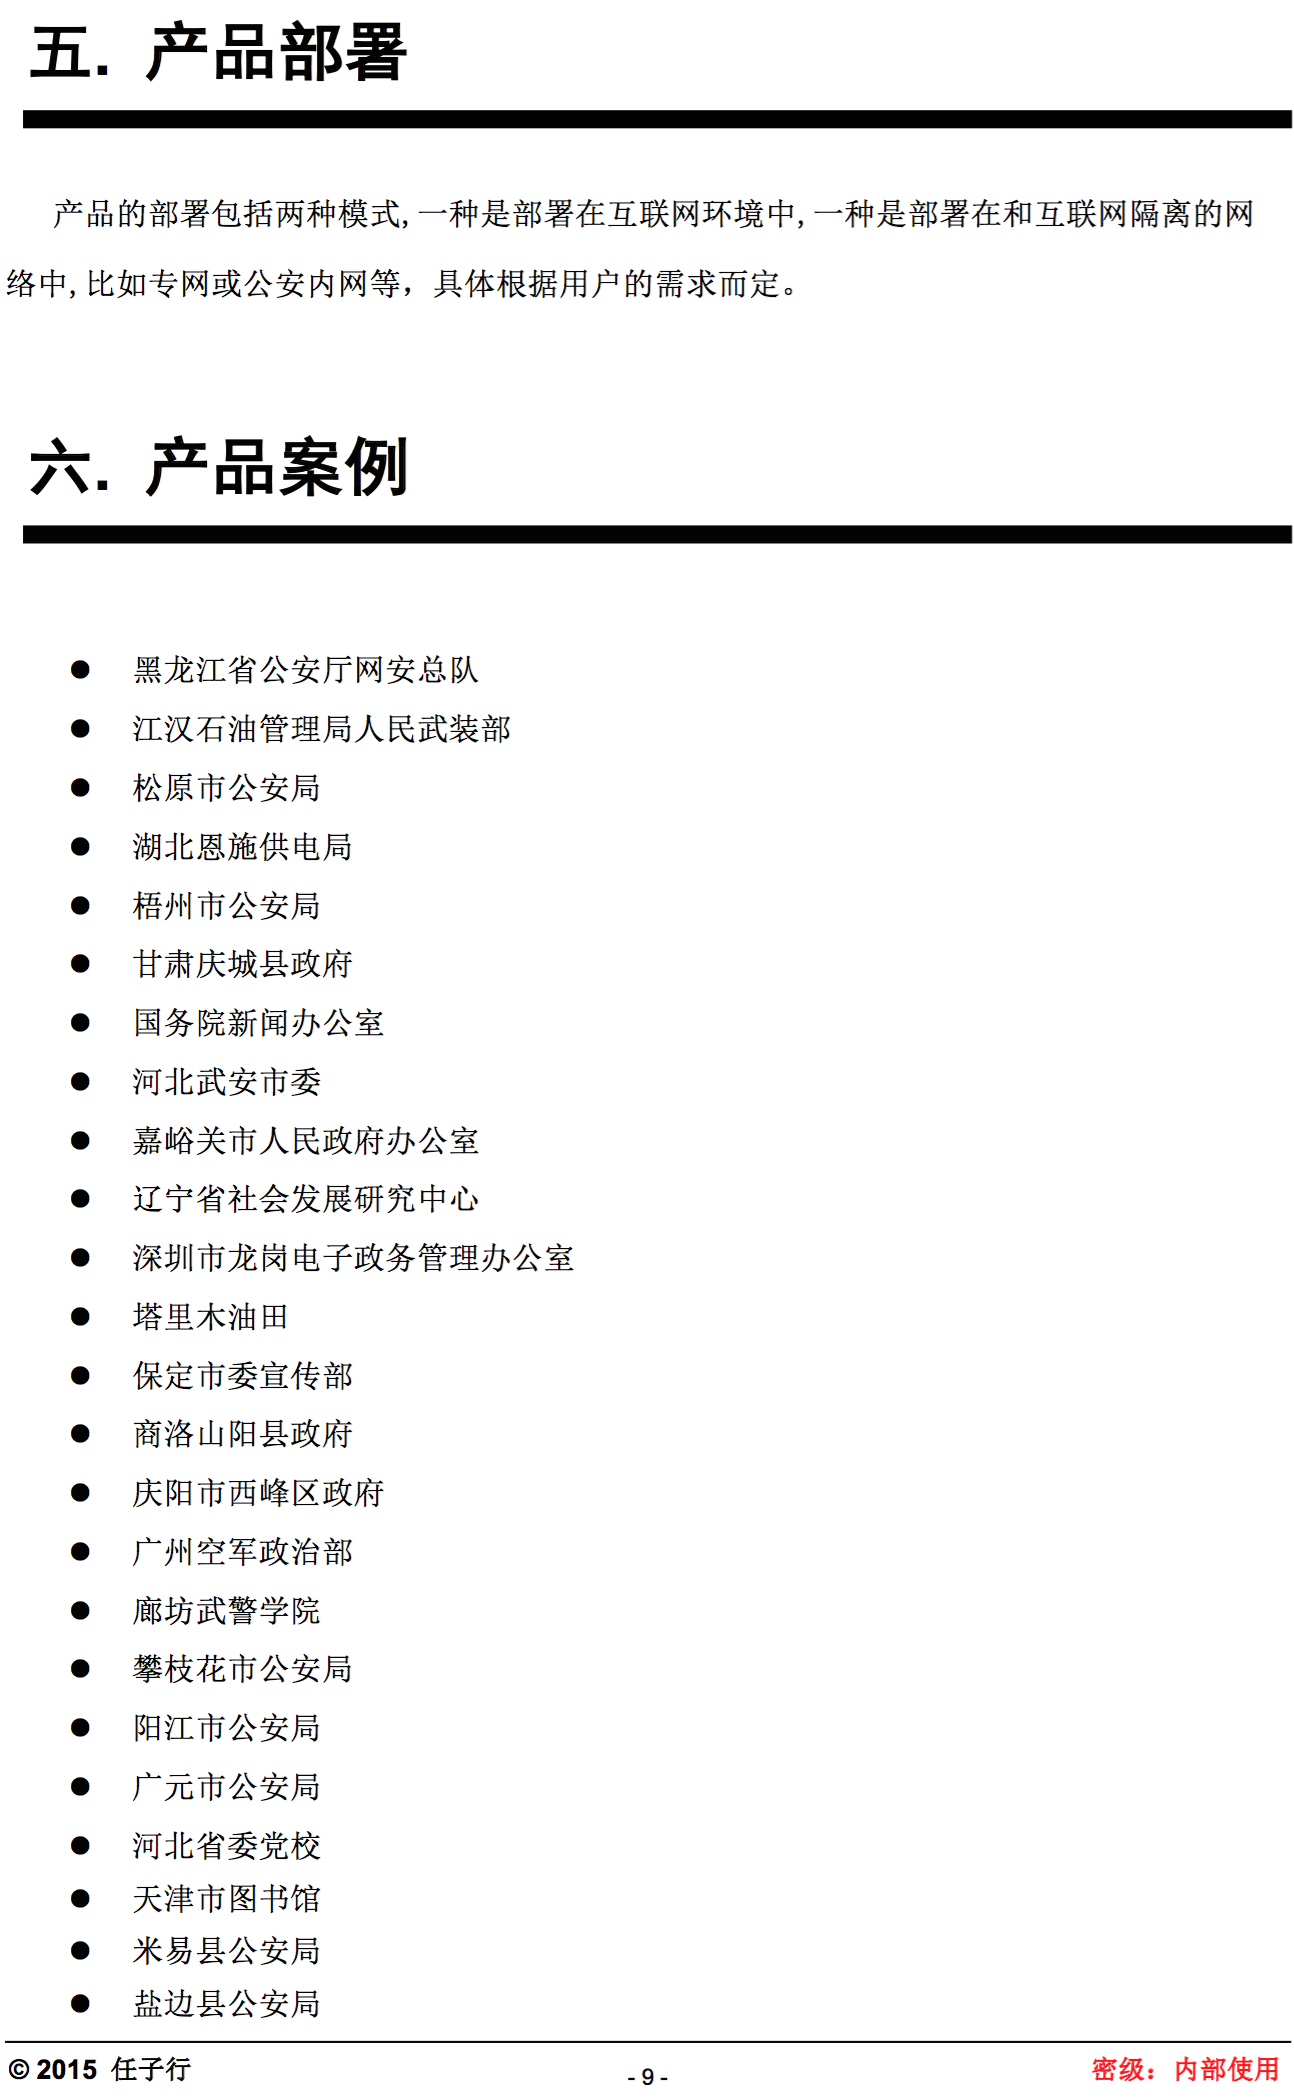 五. 产品部署
产品的部署包括两种模式,一种是部署在互联网环境中,一种是部署在和互联网隔离的网
络中,比如专网或公安内网等，具体根据用户的需求而定。
六. 产品案例
● 黑龙江省公安厅网安总队
● 江汉石油管理局人民武装部
● 松原市公安局
● 湖北恩施供电局
● 梧州市公安局
● 甘肃庆城县政府
● 国务院新闻办公室
● 河北武安市委
● 嘉峪关市人民政府办公室
● 辽宁省社会发展研究中心
● 深圳市龙岗电子政务管理办公室
● 塔里木油田
● 保定市委宣传部
● 商洛山阳县政府
● 庆阳市西峰区政府
● 广州空军政治部
● 廊坊武警学院
● 攀枝花市公安局
● 阳江市公安局
● 广元市公安局
● 河北省委党校
● 天津市图书馆
● 米易县公安局
● 盐边县公安局
© 2015 任子行
- 9 -
密级：内部使用